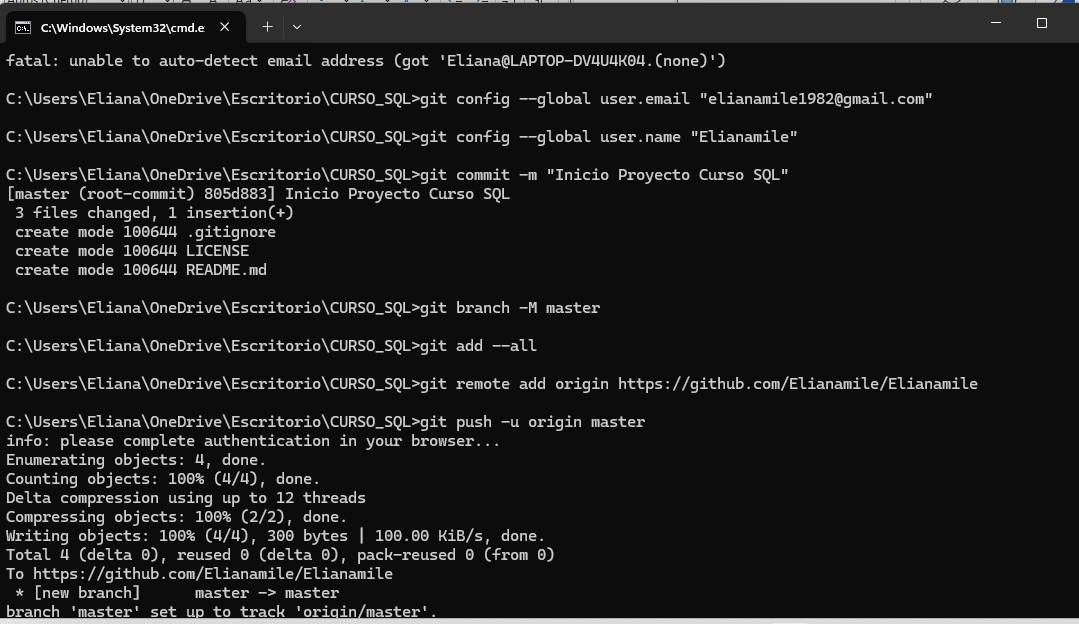 C:\Windows\System32\cmd.e
fatal: unable to auto-detect email address (got 'Eliana@LAPTOP-DV4U4K04.(none)')
C:\Users\Eliana\OneDrive\Escritorio\CURSO_SQL>git config --global user.email "elianamile1982@gmail.com"
C:\Users\Eliana\OneDrive\Escritorio\CURSO_SQL>git config --global user.name "Elianamile"
C:\Users\Eliana\OneDrive\Escritorio\CURSO_SQL>git commit -m "Inicio Proyecto Curso SQL"
[master (root-commit) 805d883] Inicio Proyecto Curso SQL
 3 files changed, 1 insertion(+)
 create mode 100644 .gitignore
 create mode 100644 LICENSE
 create mode 100644 README.md
C:\Users\Eliana\OneDrive\Escritorio\CURSO_SQL>git branch -M master
C:\Users\Eliana\OneDrive\Escritorio\CURSO_SQL>git add --all
C:\Users\Eliana\OneDrive\Escritorio\CURSO_SQL>git remote add origin https://github.com/Elianamile/Elianamile
C:\Users\Eliana\OneDrive\Escritorio\CURSO_SQL>git push -u origin master
info: please complete authentication in your browser...
Enumerating objects: 4, done.
Counting objects: 100% (4/4), done.
Delta compression using up to 12 threads
Compressing objects: 100% (2/2), done.
Writing objects: 100% (4/4), 300 bytes | 100.00 KiB/s, done.
Total 4 (delta 0), reused 0 (delta 0), pack-reused 0 (from 0)
To https://github.com/Elianamile/Elianamile
 * [new branch]      master -> master
branch 'master' set up to track 'origin/master'.